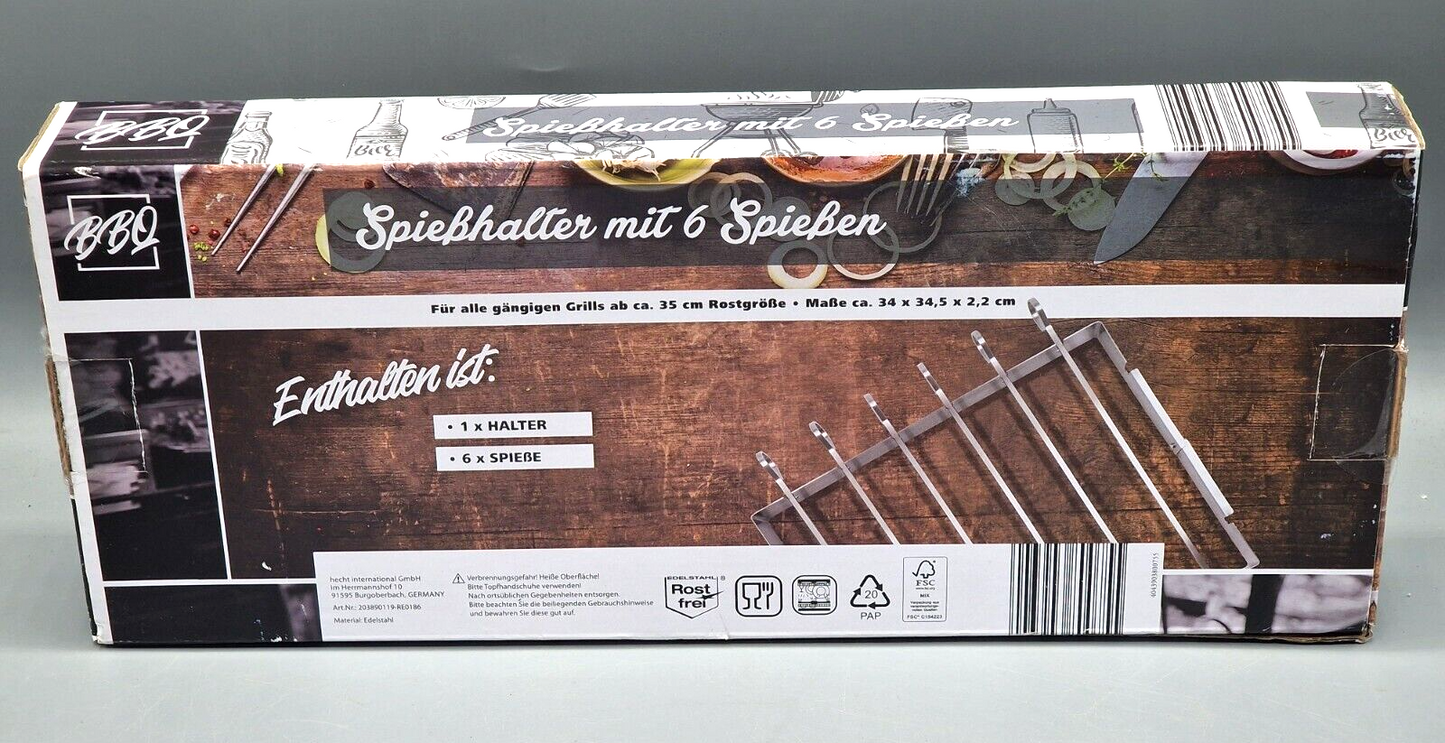 BBQ
Spießhalter mit 6 Spießen
Bier
Bier
BBQ
Spießhalter mit 6 Spießen
Für alle gängigen Grills ab ca. 35 cm Rostgröße • Maße ca. 34 x 34,5 x 2,2 cm
Enthalten ist:
• 1 x HALTER
• 6 x SPIEẞE
hecht international GmbH
Im Herrmannshof 10
91595 Burgoberbach, GERMANY
Art.Nr.: 203890119-RE0186
Material: Edelstahl
Verbrennungsgefahr! Heiße Oberfläche!
Bitte Topfhandschuhe verwenden!
Nach ortsüblichen Gegebenheiten entsorgen.
Bitte beachten Sie die beiliegenden Gebrauchshinweise
und bewahren Sie diese gut auf.
EDELSTAHL®
Rost
frei
20
PAP
FSC
MIX
FSC® C104223